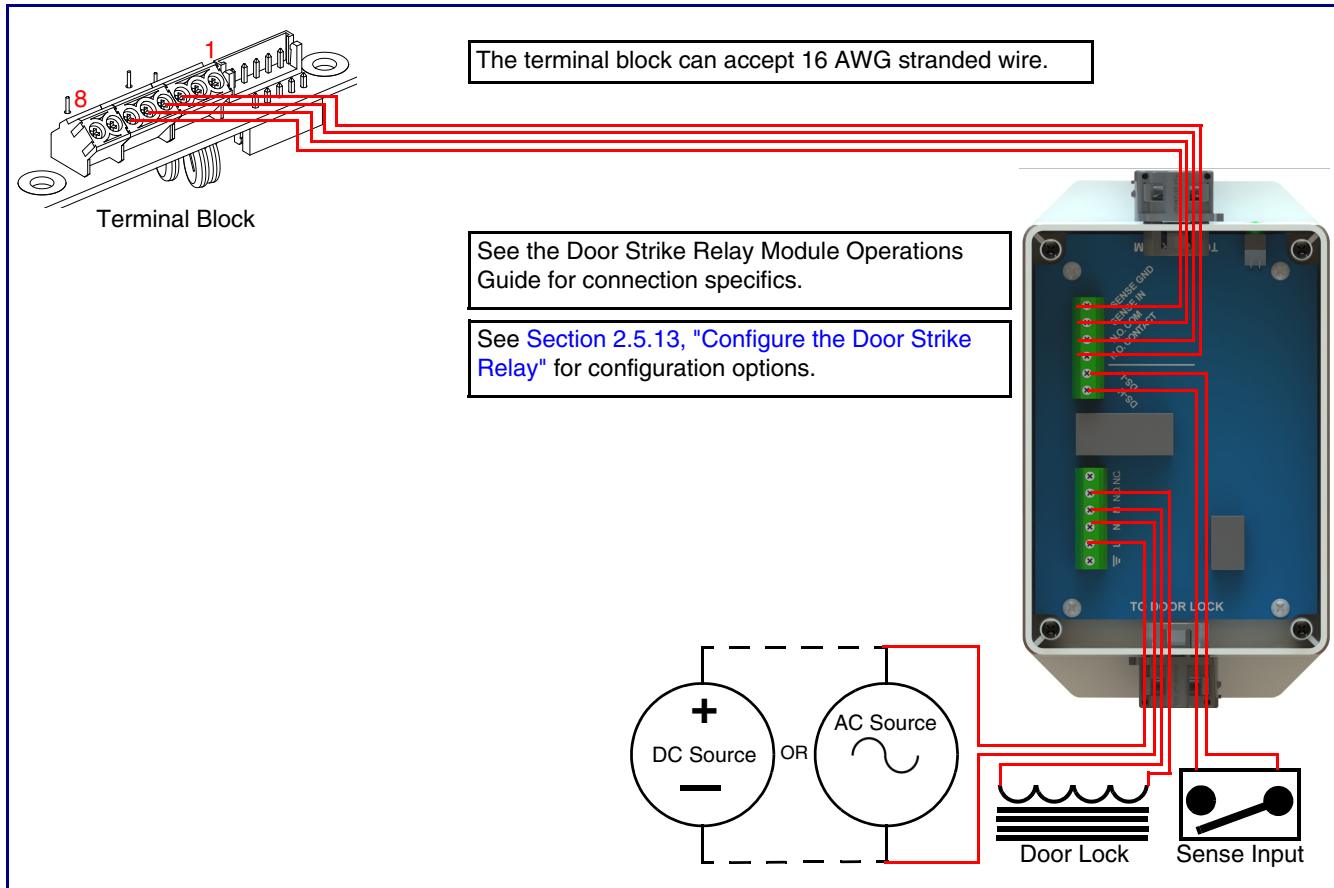 1
8
The terminal block can accept 16 AWG stranded wire.
Terminal Block
See the Door Strike Relay Module Operations
Guide for connection specifics.
See Section 2.5.13, "Configure the Door Strike
Relay" for configuration options.
SENSE GND
SENSE IN
N.O. COM
N.O. CONTACT
N.C.
N.O.
N
N
L
TO DOOR LOCK
+
DC Source
OR
AC Source
Door Lock
Sense Input